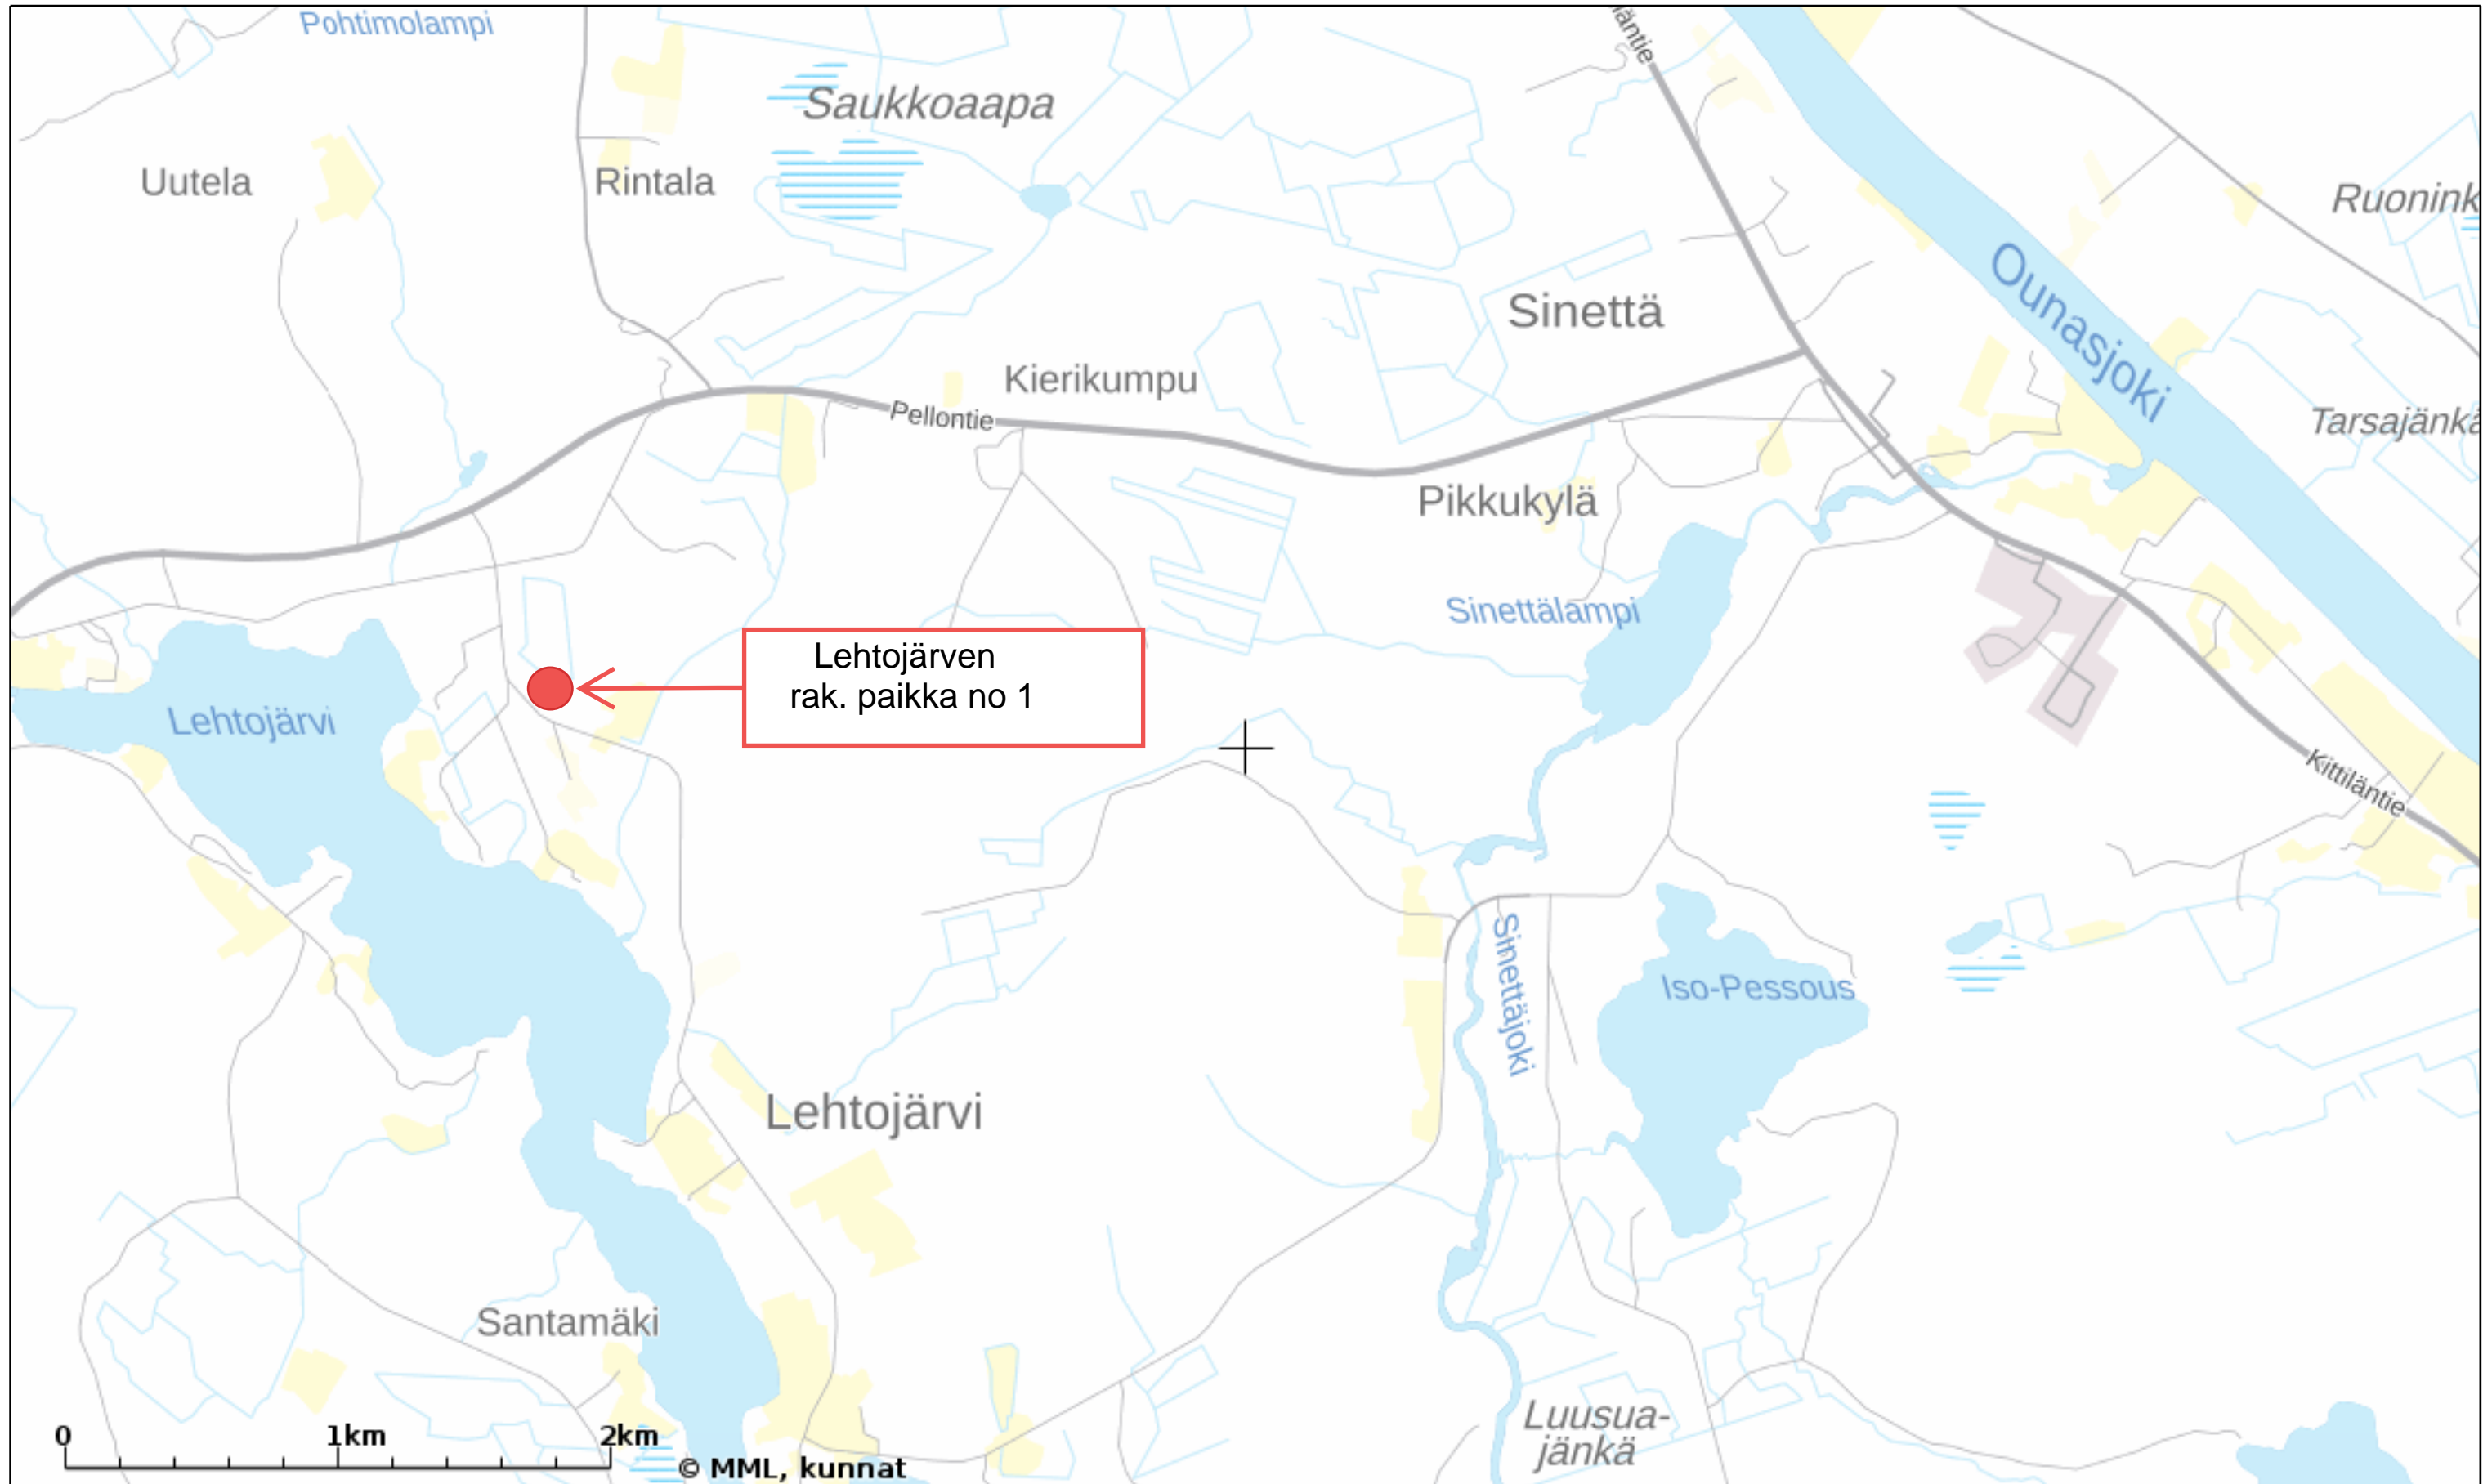 Pohtimolampi
läntie
Saukkoaapa
Uutela
Rintala
Ruonink
Ounasjoki
Sinettä
Kierikumpu
Pellontie
Tarsajänkä
Pikkukylä
Sinettälampi
Lehtojärven
rak. paikka no 1
Lehtojärvi
Kittiläntie
Sinettäjoki
Iso-Pessous
Lehtojärvi
Santamäki
Luusua-
jänkä
0 1km 2km
© MML, kunnat